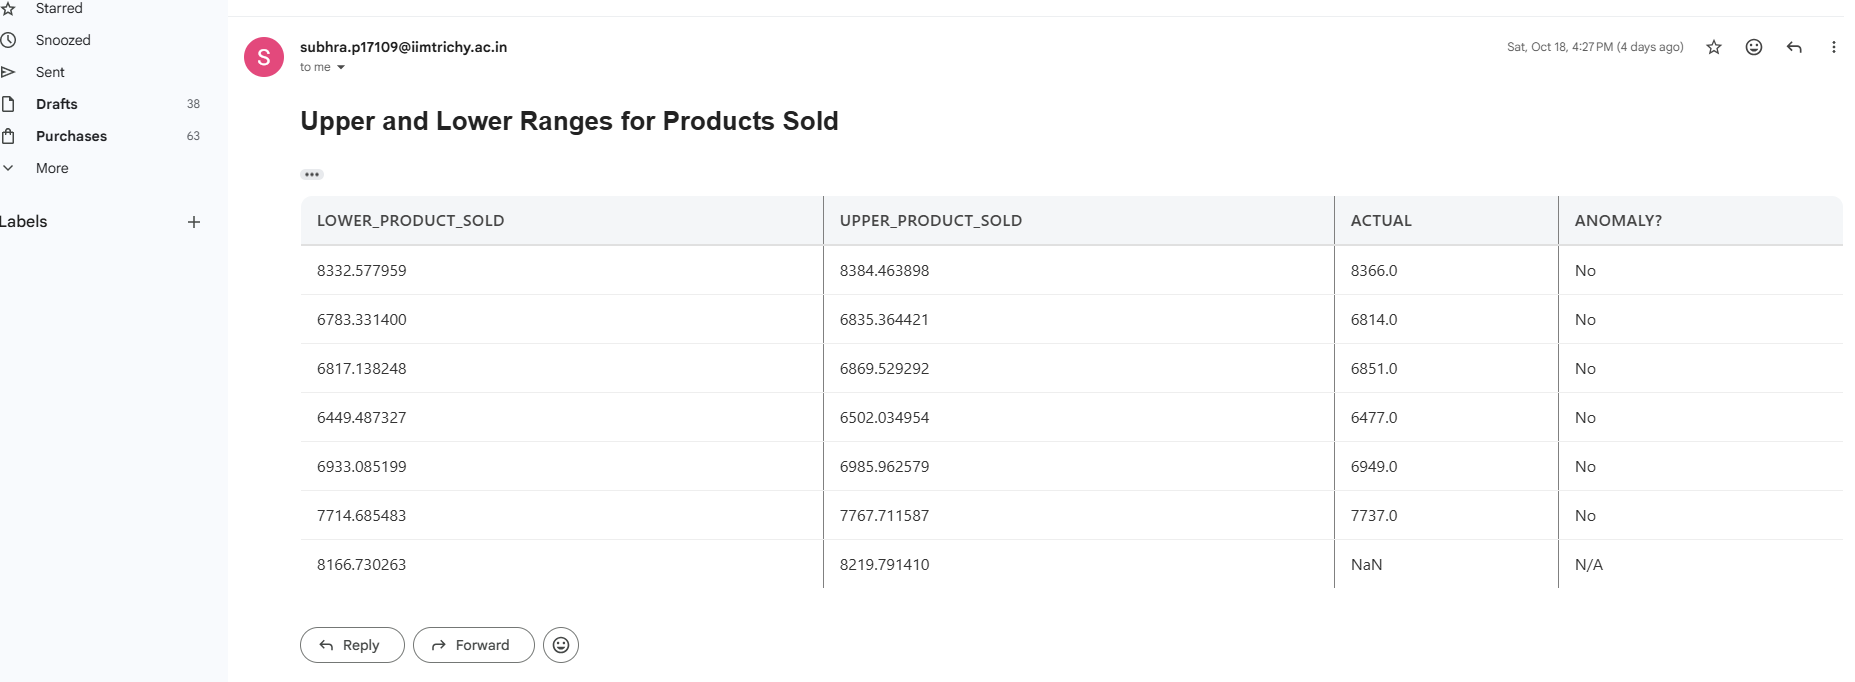 Starred
Snoozed
Sent
Drafts 38
Purchases 63
More
Labels
S
subhra.p17109@iimtrichy.ac.in
to me
Sat, Oct 18, 4:27 PM (4 days ago)
Upper and Lower Ranges for Products Sold
LOWER_PRODUCT_SOLD UPPER_PRODUCT_SOLD ACTUAL ANOMALY?
8332.577959 8384.463898 8366.0 No
6783.331400 6835.364421 6814.0 No
6817.138248 6869.529292 6851.0 No
6449.487327 6502.034954 6477.0 No
6933.085199 6985.962579 6949.0 No
7714.685483 7767.711587 7737.0 No
8166.730263 8219.791410 NaN N/A
Reply Forward